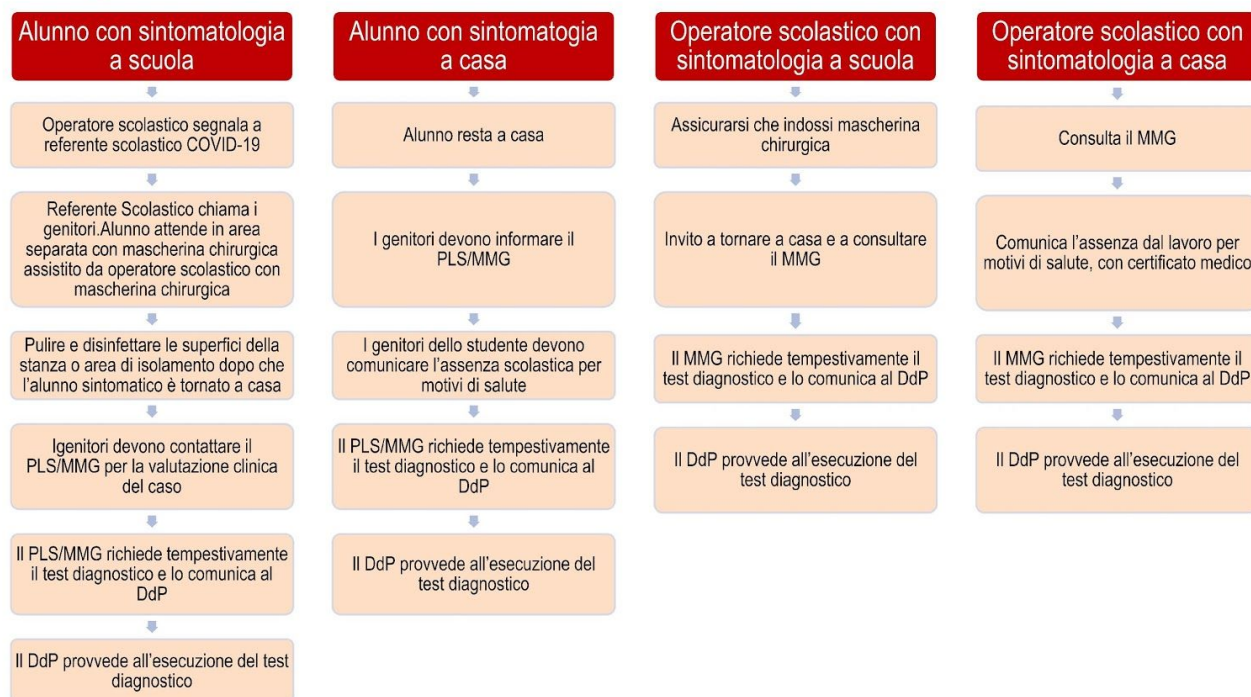 Alunno con sintomatologia
a scuola
Operatore scolastico segnala a
referente scolastico COVID-19
Referente Scolastico chiama i
genitori.Alunno attende in area
separata con mascherina chirurgica
assistito da operatore scolastico con
mascherina chirurgica
Pulire e disinfettare le superfici della
stanza o area di isolamento dopo che
l'alunno sintomatico è tornato a casa
Igenitori devono contattare il
PLS/MMG per la valutazione clinica
del caso
Il PLS/MMG richiede tempestivamente
il test diagnostico e lo comunica al
DdP
Il DdP provvede all'esecuzione del test
diagnostico
Alunno con sintomatogia
a casa
Alunno resta a casa
I genitori devono informare il
PLS/MMG
I genitori dello studente devono
comunicare l'assenza scolastica per
motivi di salute
Il PLS/MMG richiede tempestivamente
il test diagnostico e lo comunica al
DdP
Il DdP provvede all'esecuzione del
test diagnostico
Operatore scolastico con
sintomatologia a scuola
Assicurarsi che indossi mascherina
chirurgica
Invito a tornare a casa e a consultare
il MMG
Il MMG richiede tempestivamente il
test diagnostico e lo comunica al DdP
Il DdP provvede all'esecuzione del
test diagnostico
Operatore scolastico con
sintomatologia a casa
Consulta il MMG
Comunica l'assenza dal lavoro per
motivi di salute, con certificato medico
Il MMG richiede tempestivamente il
test diagnostico e lo comunica al DdP
Il DdP provvede all'esecuzione del
test diagnostico